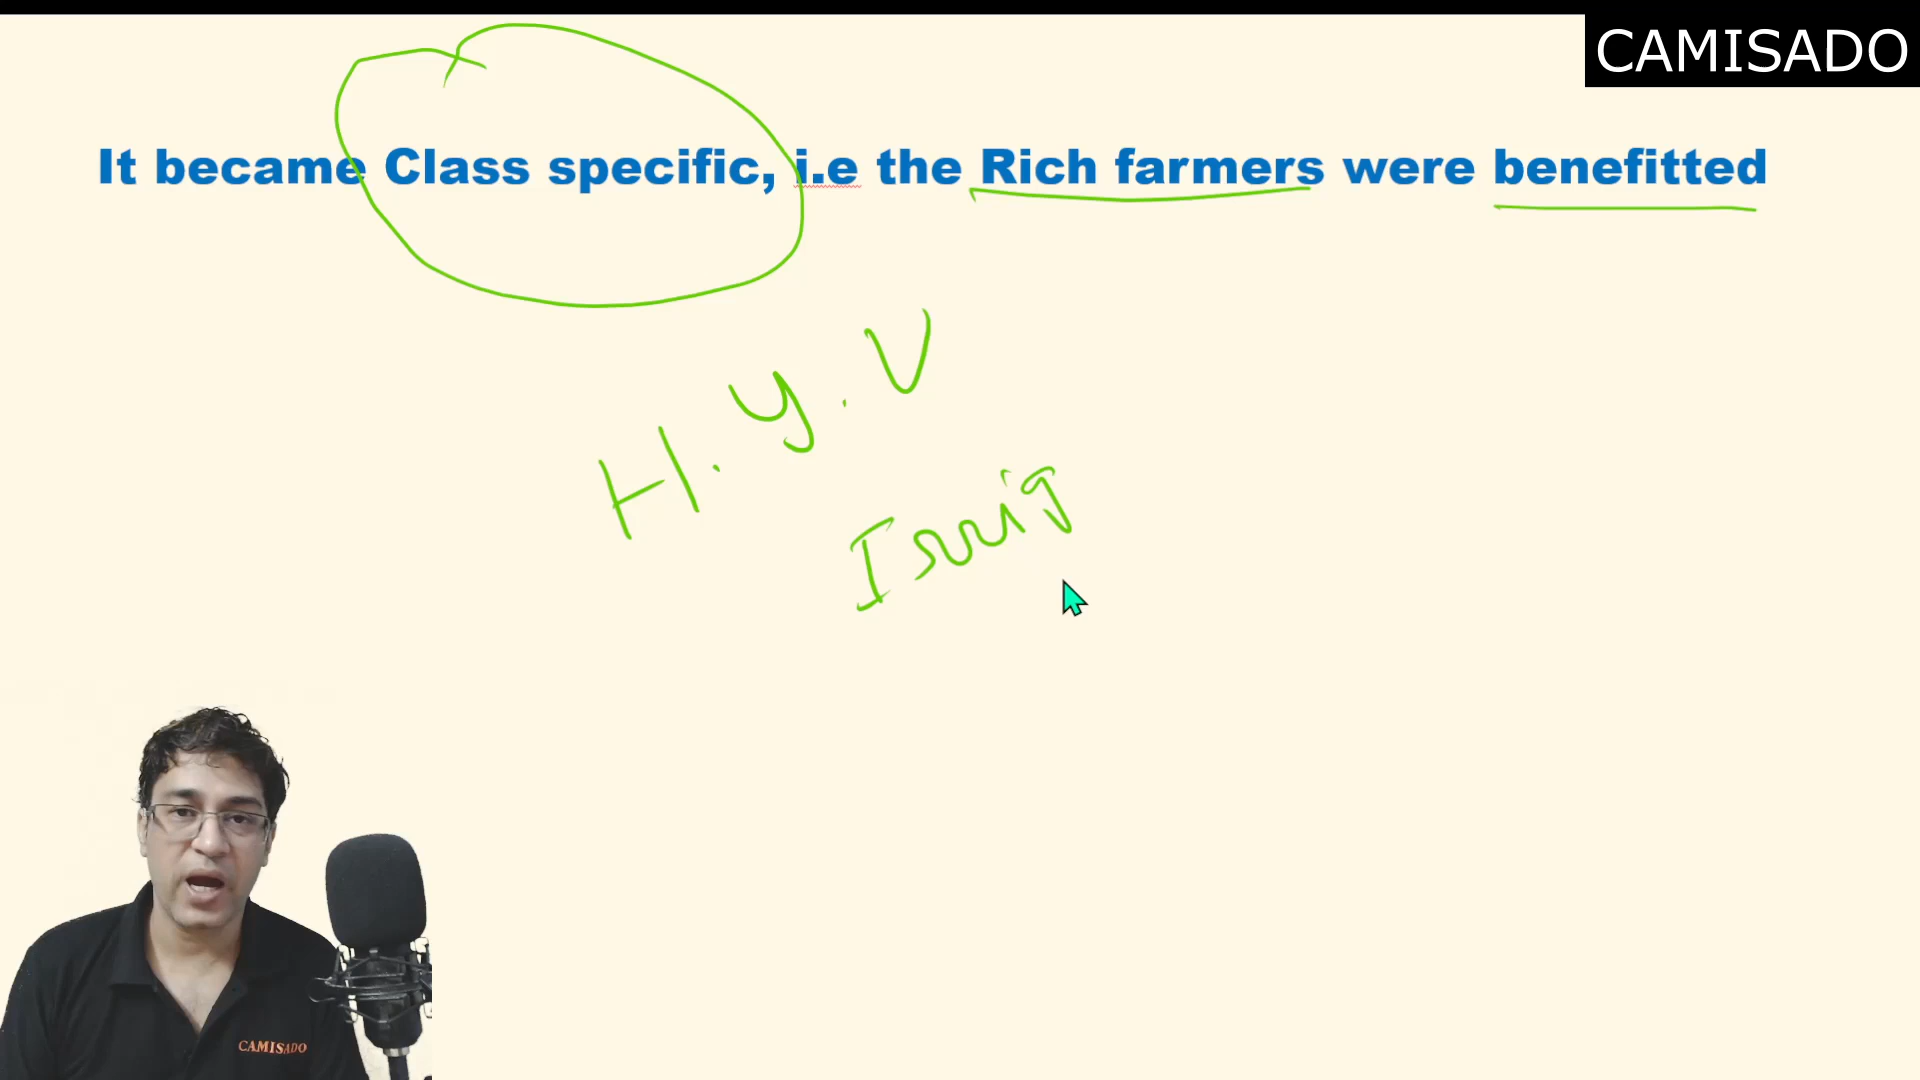 CAMISADO
It became Class specific, i.e the Rich farmers were benefitted
H.Y.V
Irrig
CAMISADO